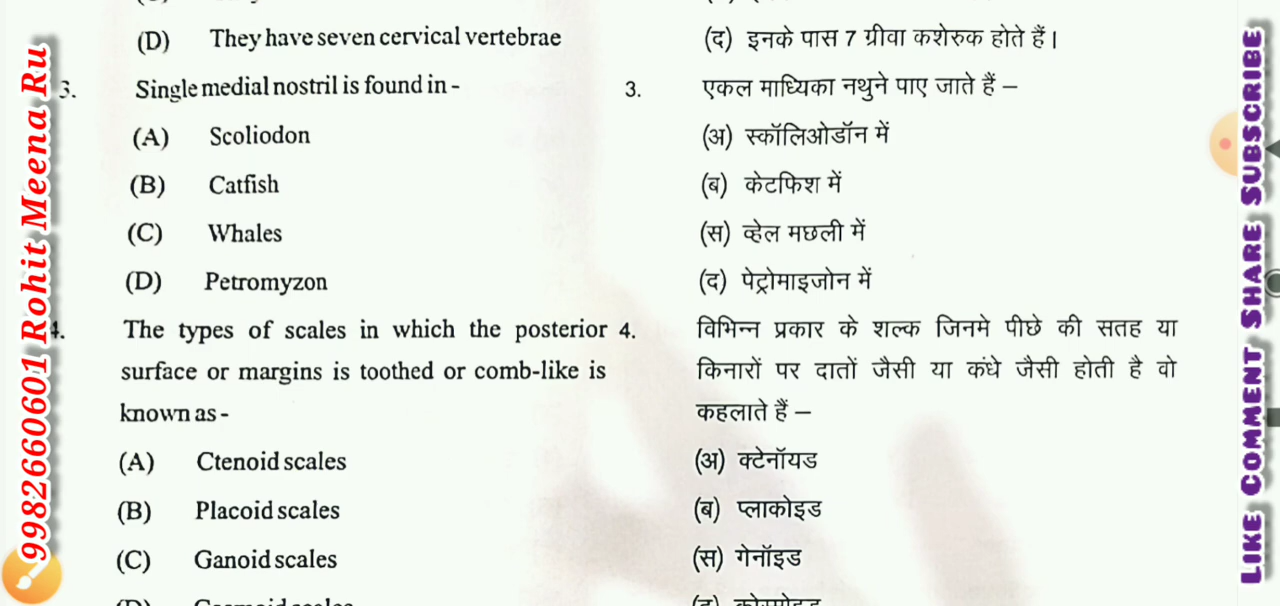 (D) They have seven cervical vertebrae
(द) इनके पास 7 ग्रीवा कशेरुक होते हैं।
3. Single medial nostril is found in -
3. एकल माध्यिका नथुने पाए जाते हैं –
(A) Scoliodon
(अ) स्कॉलिओडॉन में
(B) Catfish
(ब) केटफिश में
(C) Whales
(स) व्हेल मछली में
(D) Petromyzon
(द) पेट्रोमाइजोन में
4. The types of scales in which the posterior
surface or margins is toothed or comb-like is
known as -
4. विभिन्न प्रकार के शल्क जिनमे पीछे की सतह या
किनारों पर दातों जैसी या कंधे जैसी होती है वो
कहलाते हैं –
(A) Ctenoid scales
(अ) क्टेनॉयड
(B) Placoid scales
(ब) प्लाकोइड
(C) Ganoid scales
(स) गेनॉइड
9982660601 Rohit Meena Ru
LIKE COMMENT SHARE SUBSCRIBE